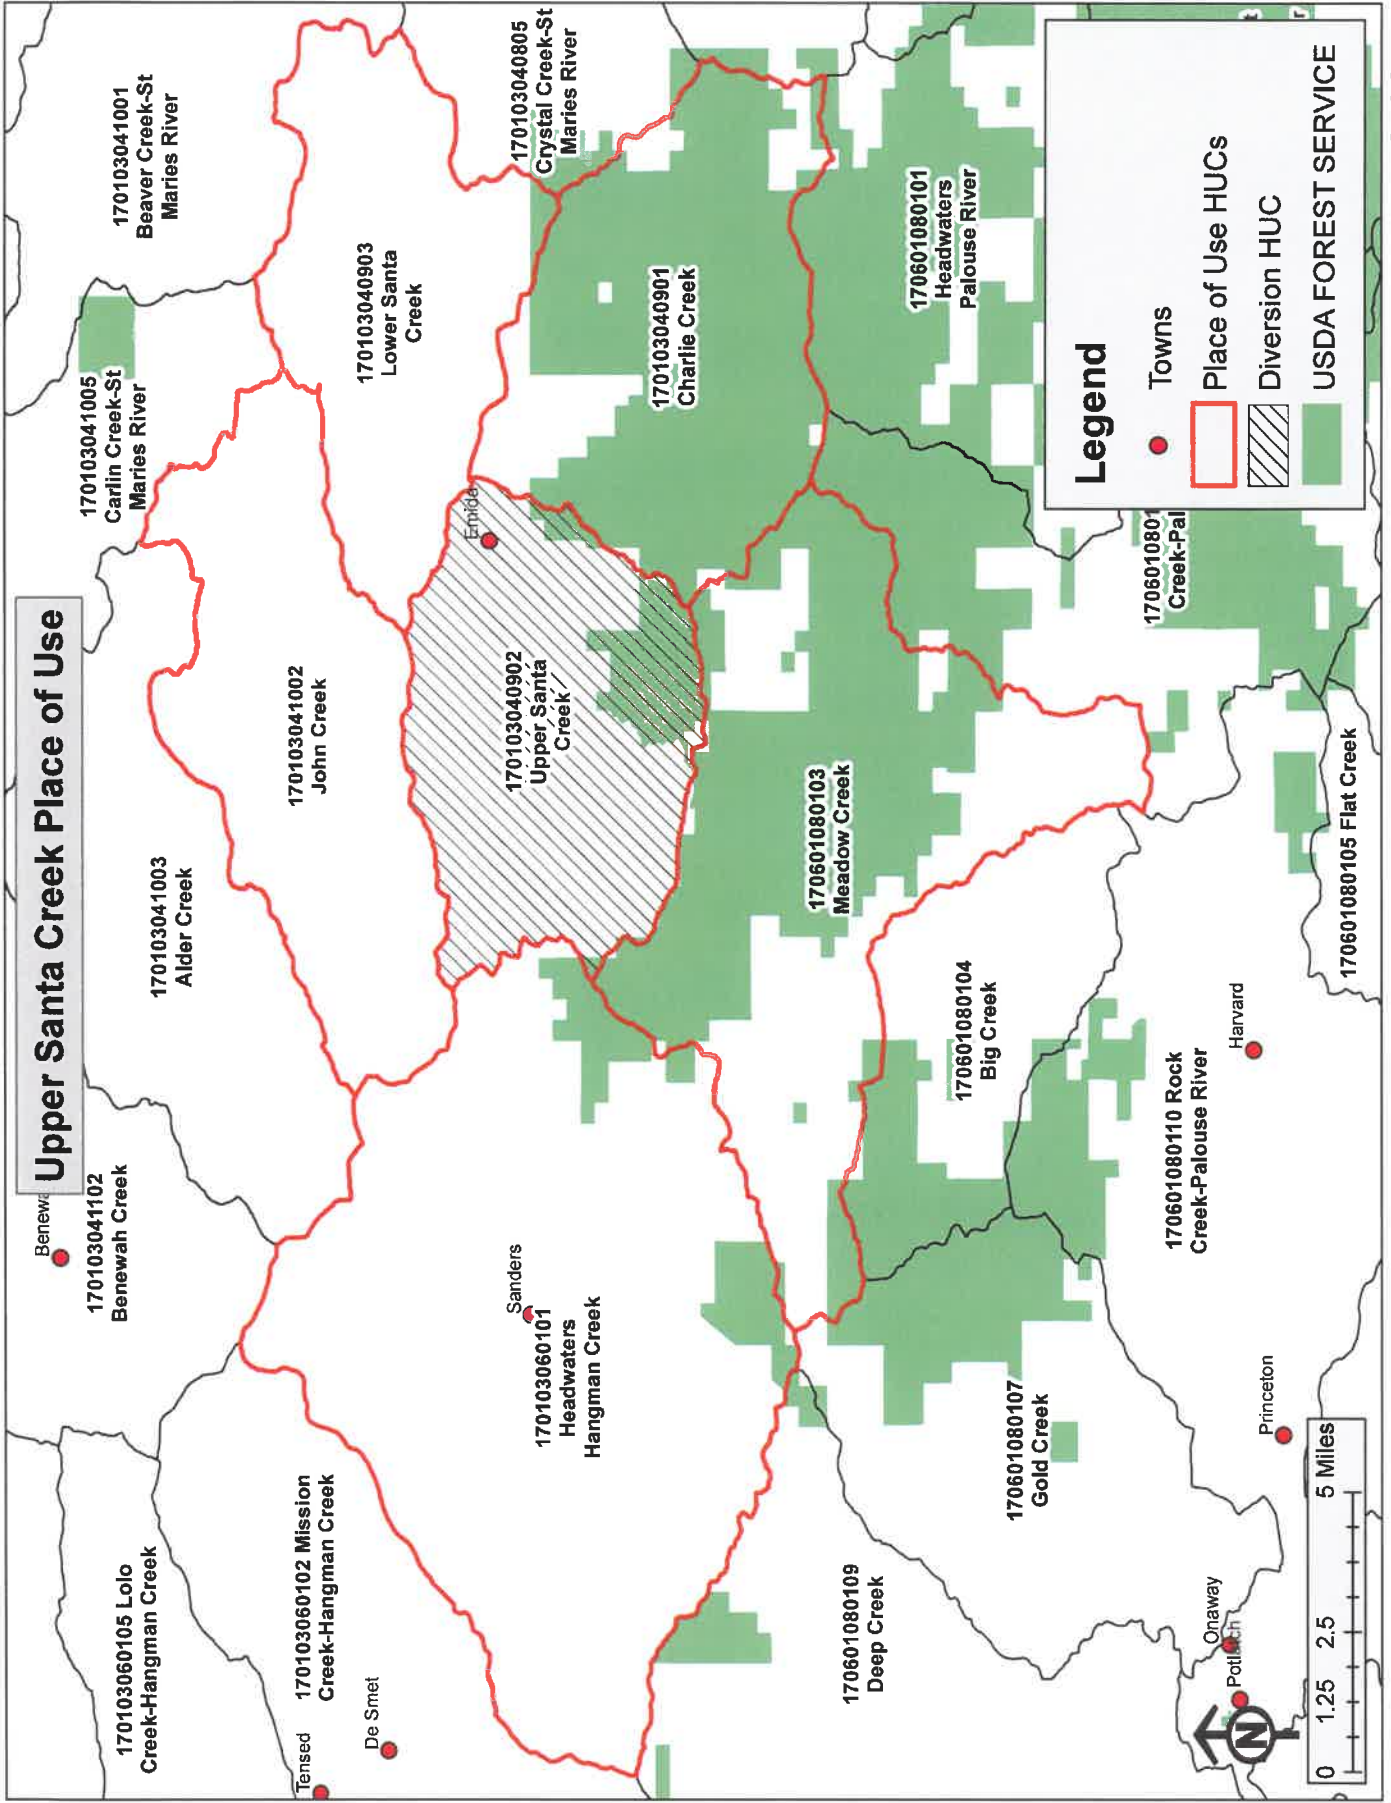 Upper Santa Creek Place of Use
17010304100​1
Beaver Creek-St
Maries River
170103040805
Crystal Creek-St
Maries River
170103041005
Carlin Creek-St
Maries River
170103040903
Lower Santa
Creek
170103040901
Charlie Creek
170601080101
Headwaters
Palouse River
170103041002
John Creek
170103041003
Alder Creek
170103040902
Upper Santa
Creek
Emida
170601080103
Meadow Creek
1706010801
Creek-Pal
Benewa
170103041102
Benewah Creek
Sanders
170103060101
Headwaters
Hangman Creek
170601080104
Big Creek
170601080105 Flat Creek
Harvard
170601080110 Rock
Creek-Palouse River
170103060105 Lolo
Creek-Hangman Creek
170103060102 Mission
Creek-Hangman Creek
Tensed
De Smet
170601080109
Deep Creek
170601080107
Gold Creek
Princeton
Onaway
Potlatch
N
0 1.25 2.5 5 Miles
Legend
Towns
Place of Use HUCs
Diversion HUC
USDA FOREST SERVICE
t
r